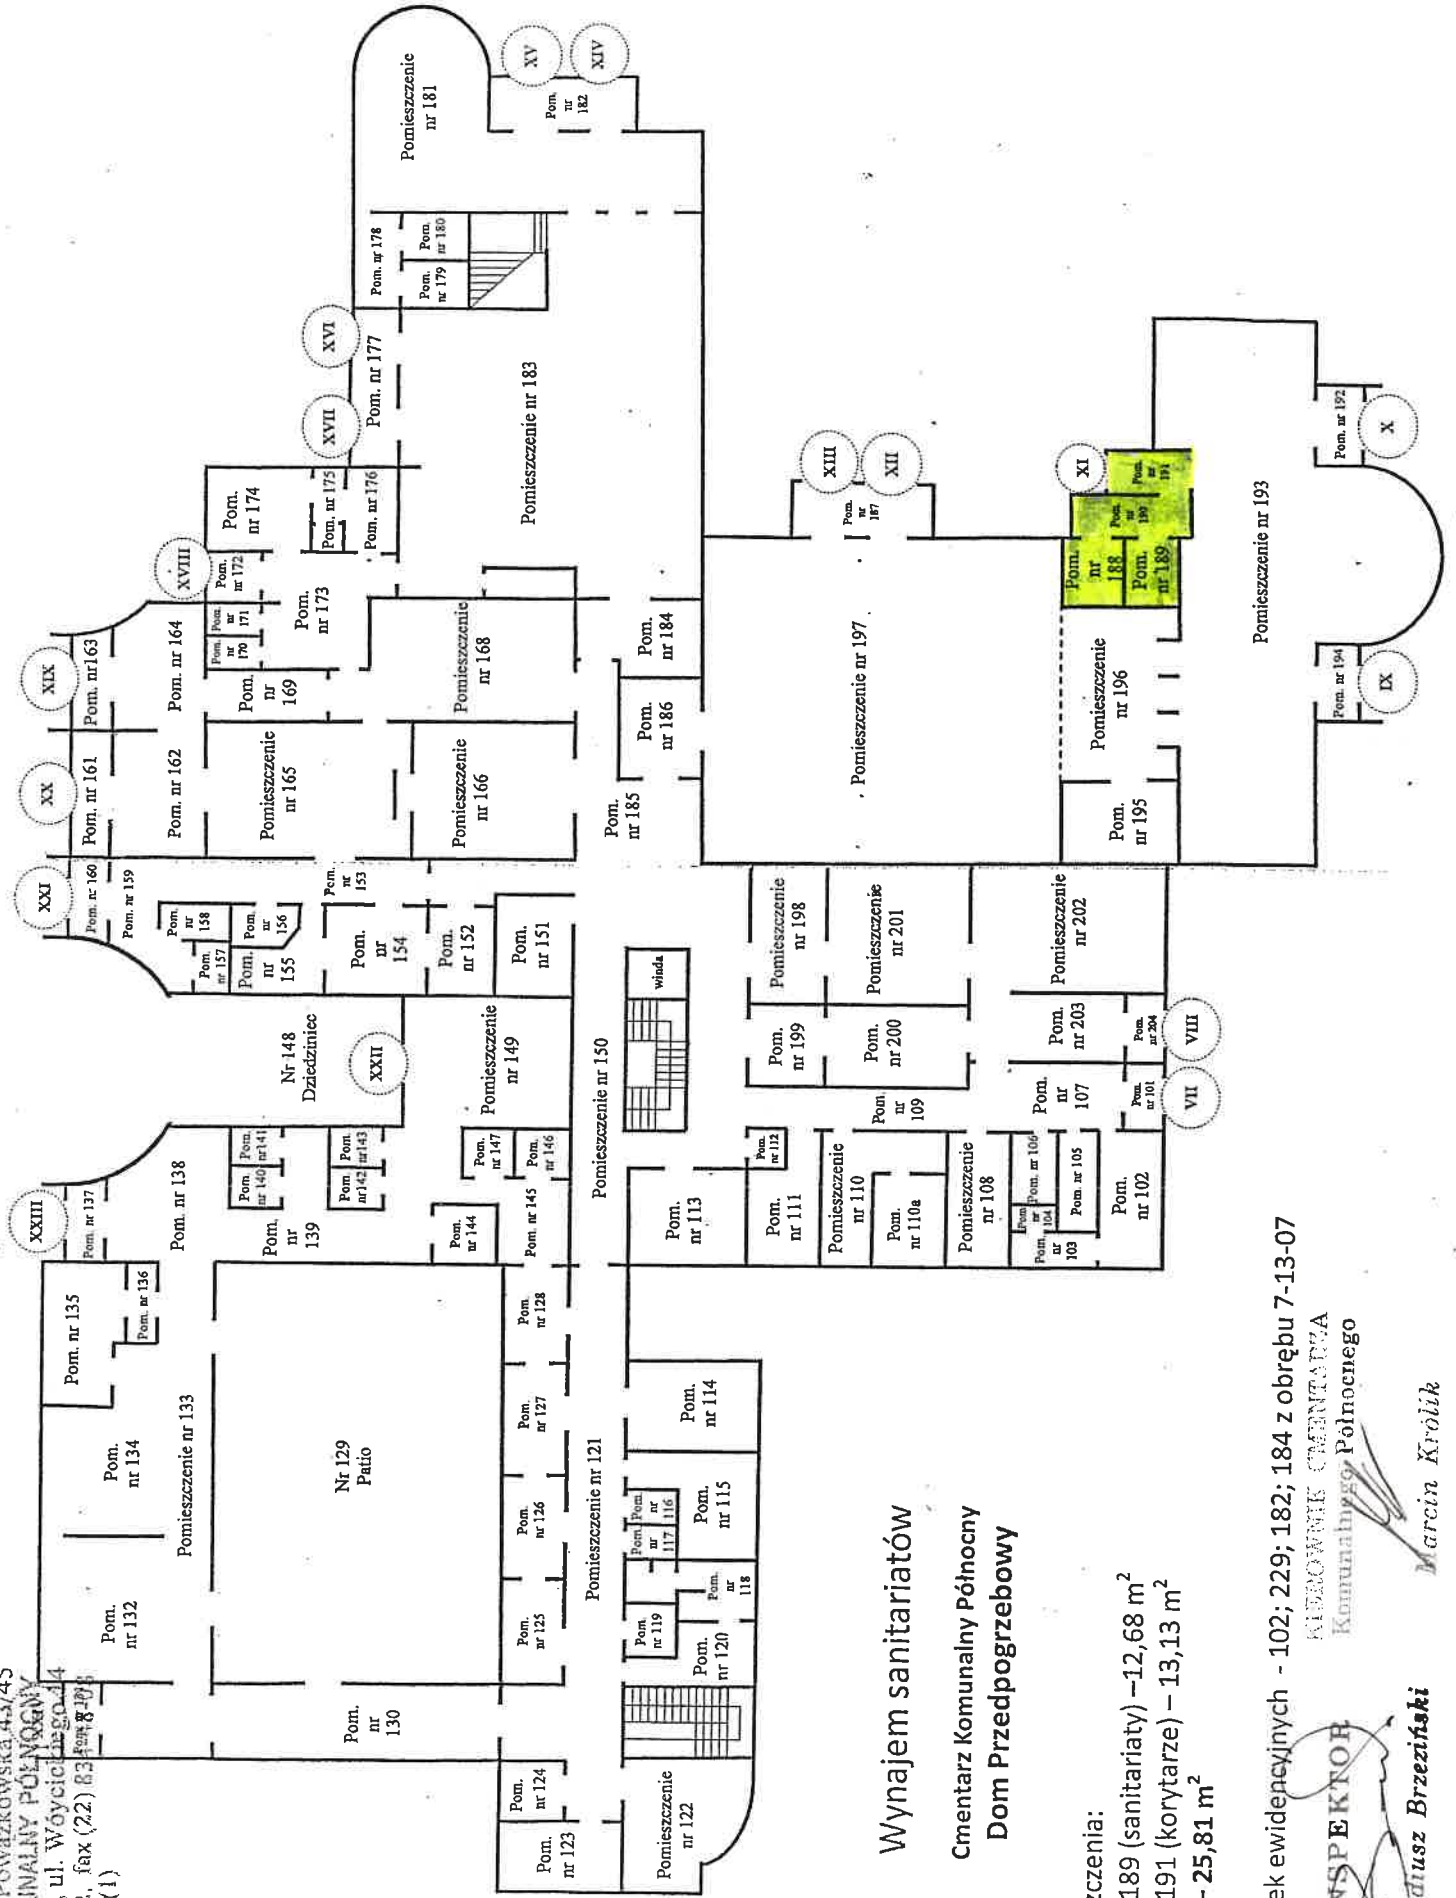 Powązkowska 43/45
ul. Wóycickiego 14
fax (22)
(1)
XXIII
XXI
XX
XIX
Pom. nr 135
Pom. nr 137
Pom. nr 160
Pom. nr 161
Pom. nr163
Pom.
nr 132
Pom.
nr 134
Pom. nr 136
Pom. nr 159
Pomieszczenie nr 133
Pom. nr 138
Pom. nr 162
Pom. nr 164
XVIII
Pom.
nr
158
Pom.
nr 157
Pom.
nr
170
Pom.
nr
171
Pom.
nr 172
Pom.
nr 174
Pom.
nr 140
Pom.
nr141
Pom.
nr
155
Pom.
nr
156
Pomieszczenie
nr 165
Pom.
nr
169
Pom.
nr
139
Nr 148
Dziedziniec
Pom.
nr 173
Pom. nr 175
XVII
XVI
Nr 129
Patio
Pom.
nr142
Pom.
nr143
Pom.
nr
153
Pom. nr 176
Pom. nr 177
Pom. nr 178
Pom.
nr
130
XXII
Pom.
nr
154
Pomieszczenie
nr 181
Pom.
nr 179
Pom.
nr 180
Pom.
nr 144
Pom.
nr 152
Pomieszczenie
nr 166
Pomieszczenie
nr 168
Pom.
nr 147
Pomieszczenie
nr 149
Pom.
nr 124
Pom.
nr 125
Pom.
nr 126
Pom.
nr 127
Pom.
nr 128
Pom. nr 145
Pom.
nr 146
Pom.
nr 151
Pomieszczenie nr 183
XV
Pom.
nr 123
Pom.
nr
182
XIV
Pomieszczenie nr 121
Pomieszczenie nr 150
Pom.
nr 185
Pom.
nr 119
Pom.
nr
117
Pom.
nr
116
winda
Pom.
nr 186
Pom.
nr 184
Pomieszczenie
nr 122
Pom.
nr 120
Pom.
nr
118
Pom.
nr 115
Pom.
nr 114
Pom.
nr 113
Pom.
nr 112
Pom.
nr 111
Pom.
nr 199
Pomieszczenie
nr 198
Pomieszczenie
nr 110
Pom.
nr
109
Pom.
nr 200
Pomieszczenie
nr 201
Pomieszczenie nr 197
Pom.
nr
187
XIII
XII
Pom.
nr 110a
Pomieszczenie
nr 108
Pom.
nr
103
Pom.
nr
104
Pom. nr 106
Pom. nr 105
Pom.
nr
107
Pom.
nr 203
Pomieszczenie
nr 202
Pom.
nr 102
Pom.
nr 101
Pom.
nr 204
VII
VIII
Pom.
nr 195
Pomieszczenie
nr 196
Pom.
nr
188
Pom.
nr 189
Pom.
nr
190
Pom.
nr
191
XI
Pomieszczenie nr 193
Pom. nr 194
Pom. nr 192
IX
X
Wynajem sanitariatów
Cmentarz Komunalny Północny
Dom Przedpogrzebowy
zczenia:
189 (sanitariaty) –12,68 m²
191 (korytarze) – 13,13 m²
- 25,81 m²
ek ewidencyjnych - 102; 229; 182; 184 z obrębu 7-13-07
KIEROWNIK CMENTARZA
Komunalnego Północnego
Marcin Królik
NSPEKTOR
diusz Brzeziński